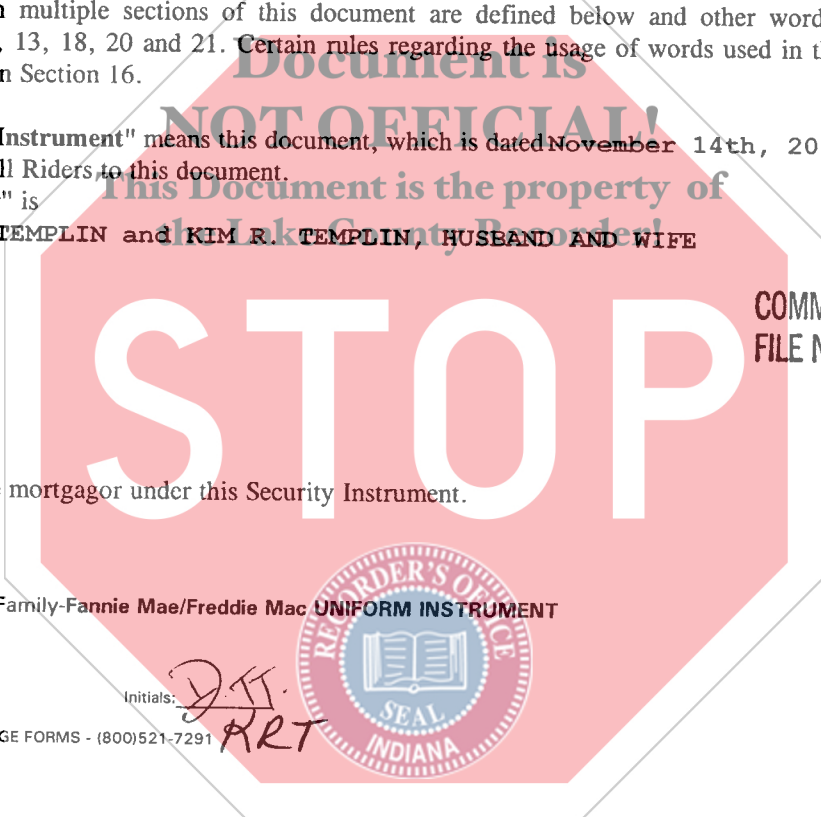 multiple sections of this document are defined below and other word
, 13, 18, 20 and 21. Certain rules regarding the usage of words used in th
n Section 16.
Document is
NOT OFFICIAL!
Instrument" means this document, which is dated November 14th, 20
ll Riders to this document.
This Document is the property of
" is
the Lake County Recorder!
TEMPLIN and KIM R. TEMPLIN, HUSBAND AND WIFE
COMM
FILE N
STOP
mortgagor under this Security Instrument.
RECORDER'S OFFICE
Family-Fannie Mae/Freddie Mac UNIFORM INSTRUMENT
Initials: D.TT.
SEAL
GE FORMS - (800)521-7291 KRT
INDIANA